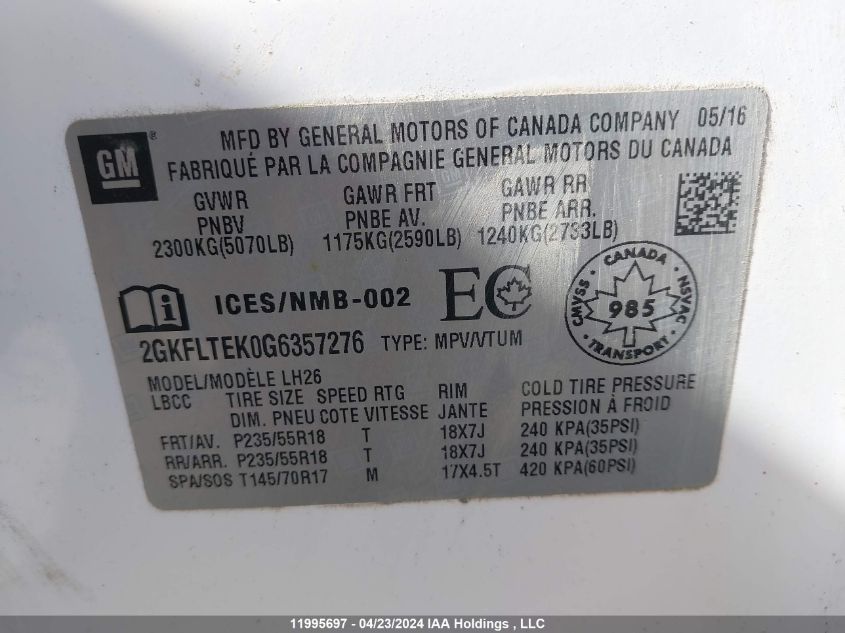 GM ®
MFD BY GENERAL MOTORS OF CANADA COMPANY 05/16
FABRIQUÉ PAR LA COMPAGNIE GENERAL MOTORS DU CANADA
GVWR GAWR FRT GAWR RR
PNBV PNBE AV. PNBE ARR.
2300KG(5070LB) 1175KG(2590LB) 1240KG(2733LB)
i ICES/NMB-002 EC
CANADA
CMVSS 985 NSVAC
TRANSPORT
2GKFLTEK0G6357276 TYPE: MPV/VTUM
MODEL/MODÈLE LH26
LBCC TIRE SIZE SPEED RTG RIM COLD TIRE PRESSURE
DIM. PNEU COTE VITESSE JANTE PRESSION À FROID
FRT/AV. P235/55R18 T 18X7J 240 KPA(35PSI)
RR/ARR. P235/55R18 T 18X7J 240 KPA(35PSI)
SPA/SOS T145/70R17 M 17X4.5T 420 KPA(60PSI)
11995697 - 04/23/2024 IAA Holdings , LLC